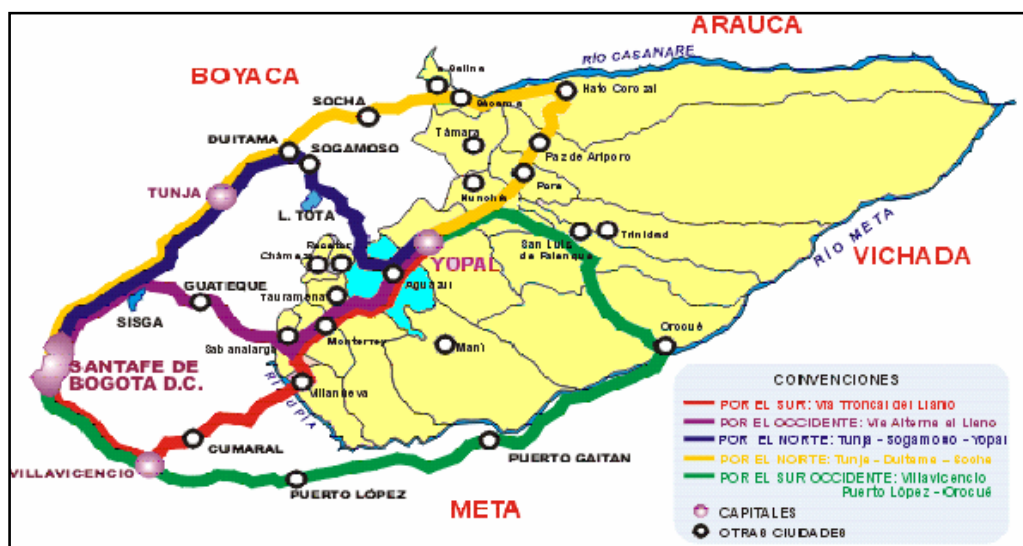 ARAUCA
RÍO CASANARE
BOYACA
Salina
Hato Corozal
SOCHA
Sácama
DUITAMA
Támara
SOGAMOSO
Paz de Ariporo
TUNJA
Pore
Nunchía
L. TOTA
RÍO META
Trinidad
San Luis
de Palenque
VICHADA
YOPAL
Recetor
Chámeza
Aguazul
GUATEQUE
Tauramena
SISGA
Sabanalarga
Monterrey
Maní
Orocué
SANTAFE DE
BOGOTA D.C.
Villanueva
RÍO UPÍA
CUMARAL
VILLAVICENCIO
PUERTO GAITAN
PUERTO LÓPEZ
META
CONVENCIONES
POR EL SUR: Vía Troncal del Llano
POR EL OCCIDENTE: Vía Alterna al Llano
POR EL NORTE: Tunja - Sogamoso - Yopal
POR EL NORTE: Tunja - Duitama - Socha
POR EL SUR OCCIDENTE: Villavicencio
Puerto López - Orocué
CAPITALES
OTRAS CIUDADES